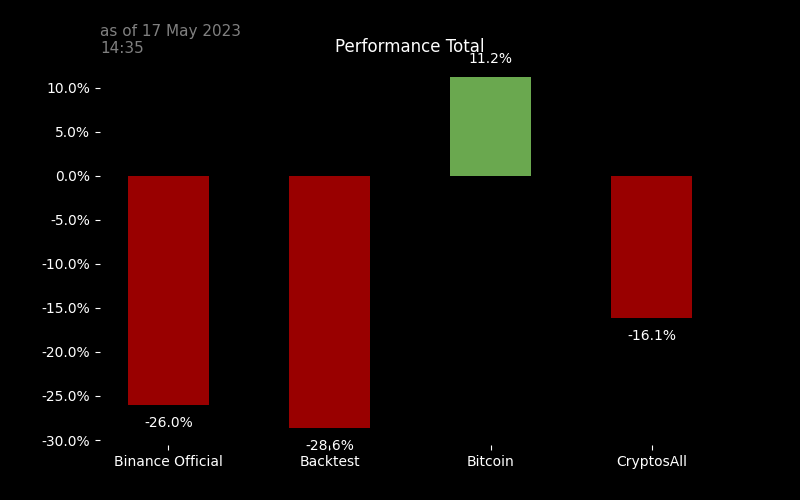 as of 17 May 2023
14:35
Performance Total
11.2%
10.0%
5.0%
0.0%
-5.0%
-10.0%
-15.0%
-16.1%
-20.0%
-25.0%
-26.0%
-30.0%
-28.6%
Binance Official
Backtest
Bitcoin
CryptosAll